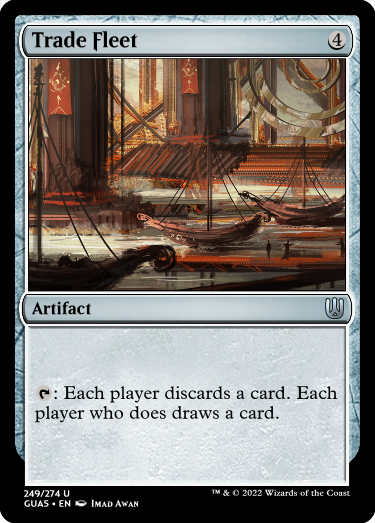 Trade Fleet 4
Artifact
: Each player discards a card. Each
player who does draws a card.
249/274 U
GUA5 • EN Imad Awan
™ & © 2022 Wizards of the Coast